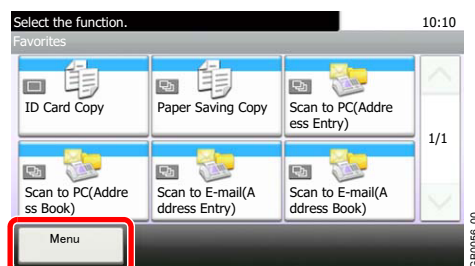 Select the function.
10:10
Favorites
ID Card Copy
Paper Saving Copy
Scan to PC(Addre
ess Entry)
1/1
Scan to PC(Addre
ss Book)
Scan to E-mail(A
ddress Entry)
Scan to E-mail(A
ddress Book)
Menu